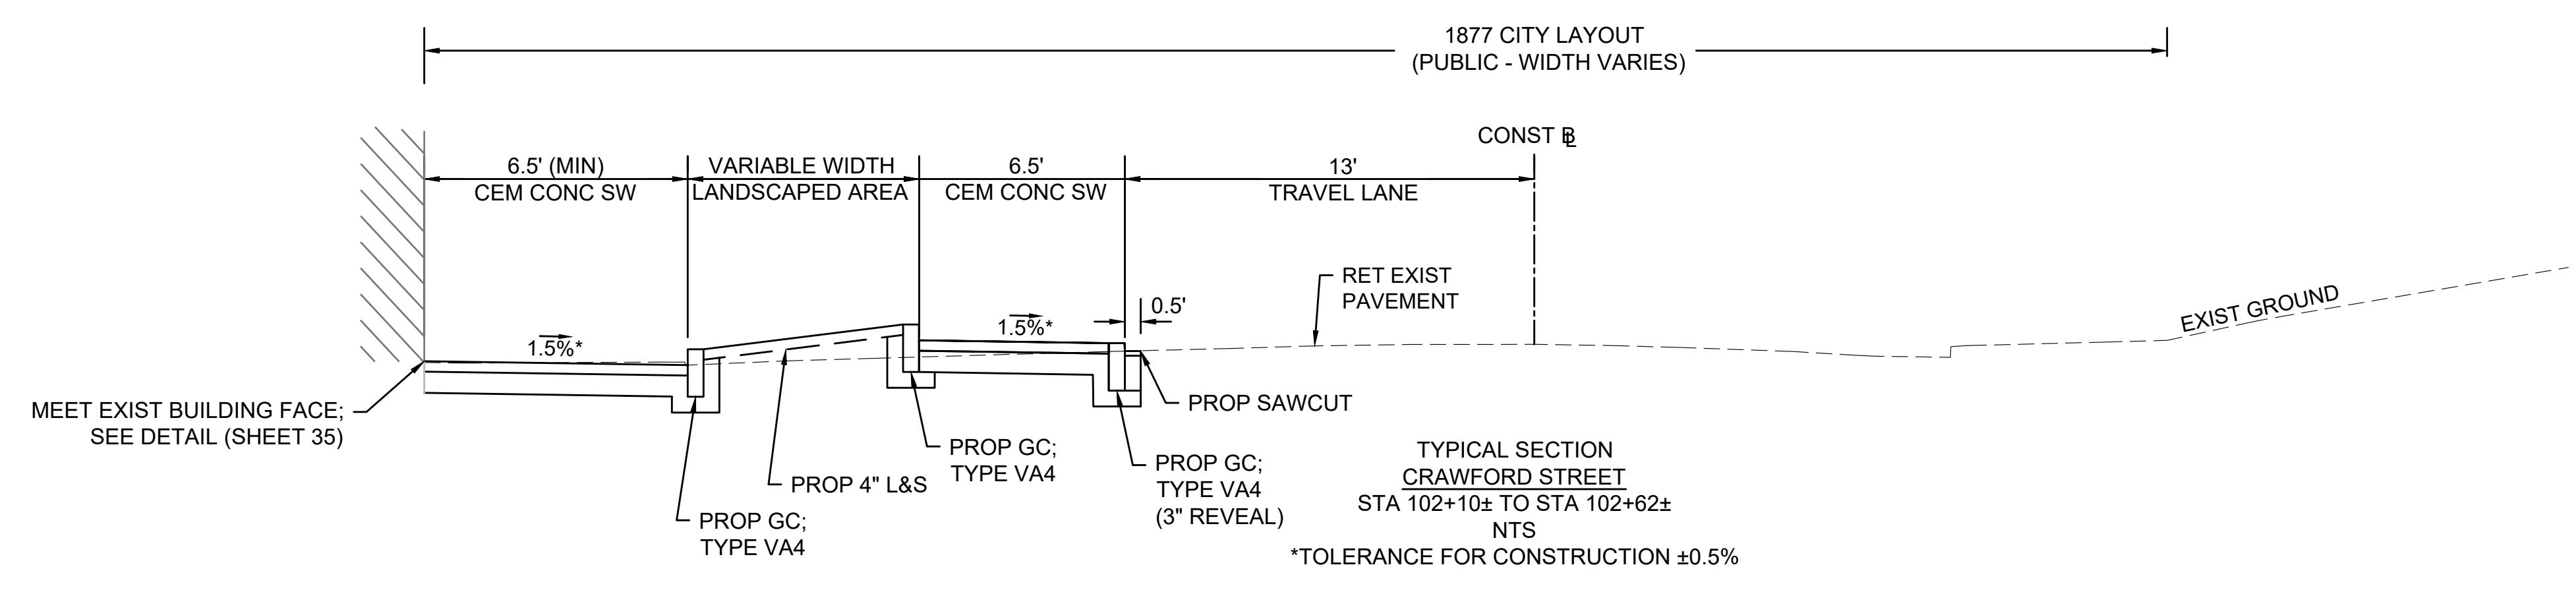 1877 CITY LAYOUT
(PUBLIC - WIDTH VARIES)
CONST BL
6.5' (MIN)
CEM CONC SW
VARIABLE WIDTH
LANDSCAPED AREA
6.5'
CEM CONC SW
13'
TRAVEL LANE
RET EXIST
PAVEMENT
0.5'
EXIST GROUND
1.5%*
1.5%*
MEET EXIST BUILDING FACE;
SEE DETAIL (SHEET 35)
PROP SAWCUT
PROP GC;
TYPE VA4
PROP 4" L&S
PROP GC;
TYPE VA4
PROP GC;
TYPE VA4
(3" REVEAL)
TYPICAL SECTION
CRAWFORD STREET
STA 102+10± TO STA 102+62±
NTS
*TOLERANCE FOR CONSTRUCTION ±0.5%